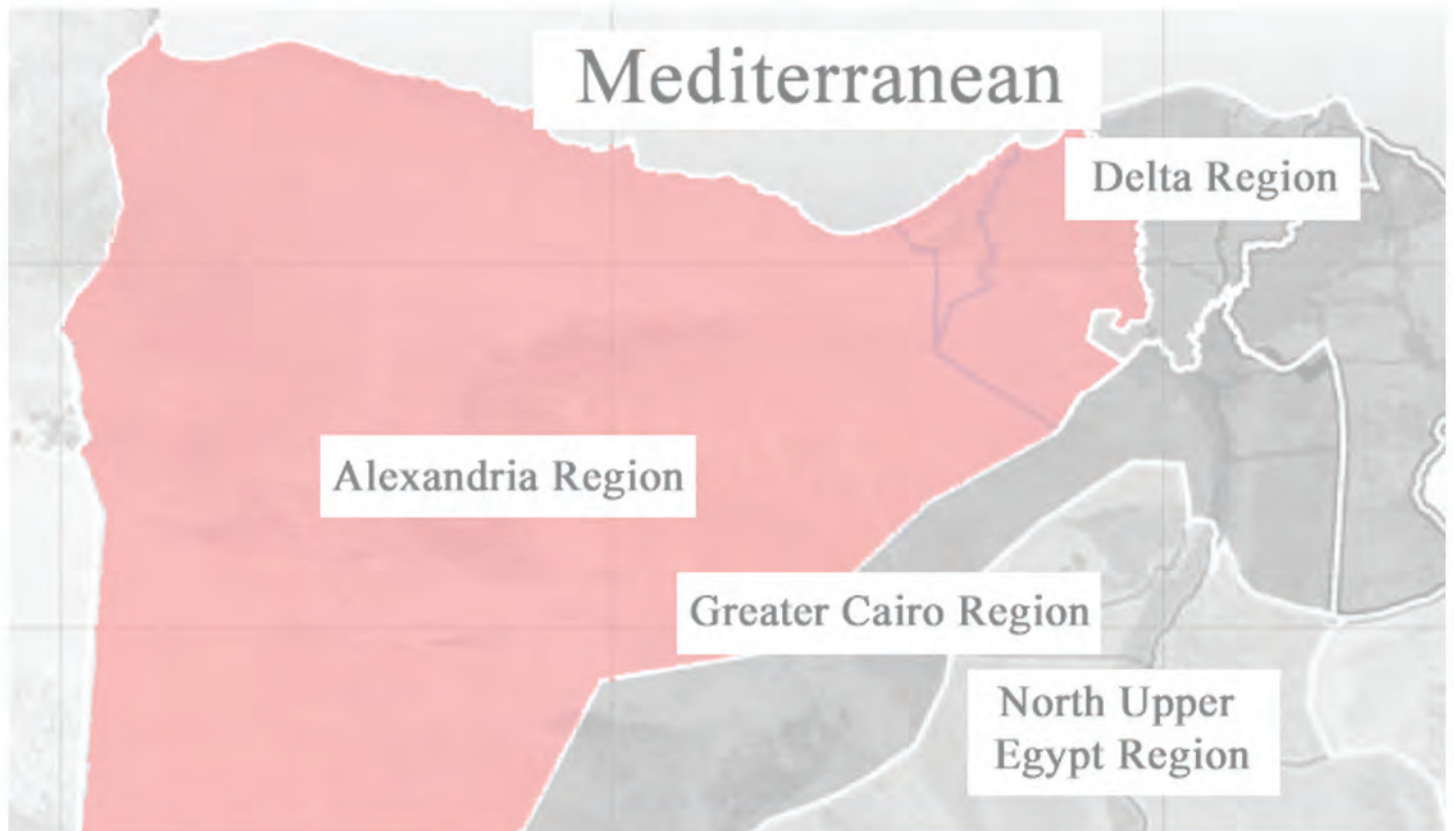 Mediterranean
Delta Region
Alexandria Region
Greater Cairo Region
North Upper
Egypt Region